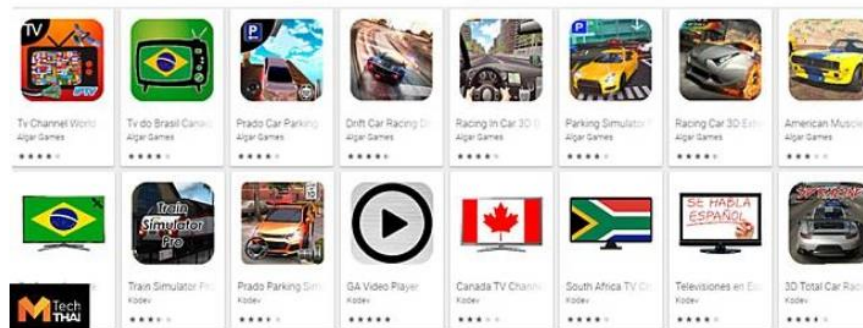 TV
IPTV
Tv Channel World
Algar Games
Tv do Brasil Canais
Algar Games
Prado Car Parking
Algar Games
Drift Car Racing
Algar Games
Racing In Car 3D
Algar Games
Parking Simulator
Algar Games
Racing Car 3D
Algar Games
American Muscle
Algar Games
Train
Simulator
Pro
SE HABLA
ESPAÑOL
Train Simulator Pro
Kodev
Prado Parking Sim
Kodev
GA Video Player
Kodev
Canada TV Chann
Kodev
South Africa TV
Kodev
Televisiones en Es
Kodev
3D Total Car Rac
Kodev
M Tech
THAI